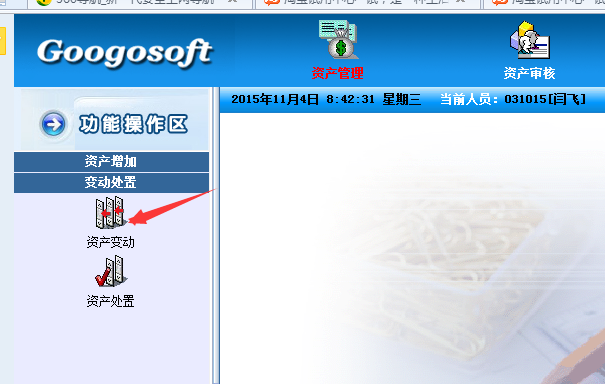 Googosoft
资产管理
资产审核
2015年11月4日 8:42:31 星期三 当前人员：031015[闫飞]
功能操作区
资产增加
变动处置
资产变动
资产处置